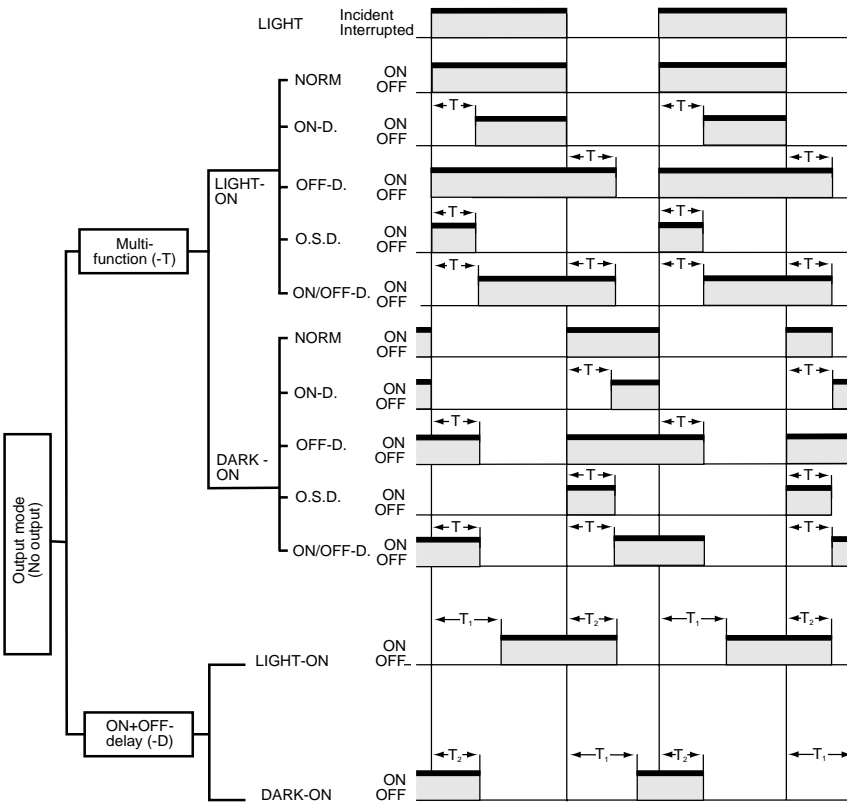 LIGHT Incident
Interrupted
NORM ON
OFF
T T
ON-D. ON
OFF
T T
LIGHT-
ON
OFF-D. ON
OFF
T T
O.S.D. ON
OFF
Multi-
function (-T)
T T T T
ON/OFF-D. ON
OFF
NORM ON
OFF
T T
ON-D. ON
OFF
T T
OFF-D. ON
OFF
DARK -
ON
T T
O.S.D. ON
OFF
T T T
ON/OFF-D. ON
OFF
Output mode
(No output)
T₁ T₂ T₁ T₂
LIGHT-ON ON
OFF
ON+OFF-
delay (-D)
T₂ T₁ T₂ T₁
DARK-ON ON
OFF